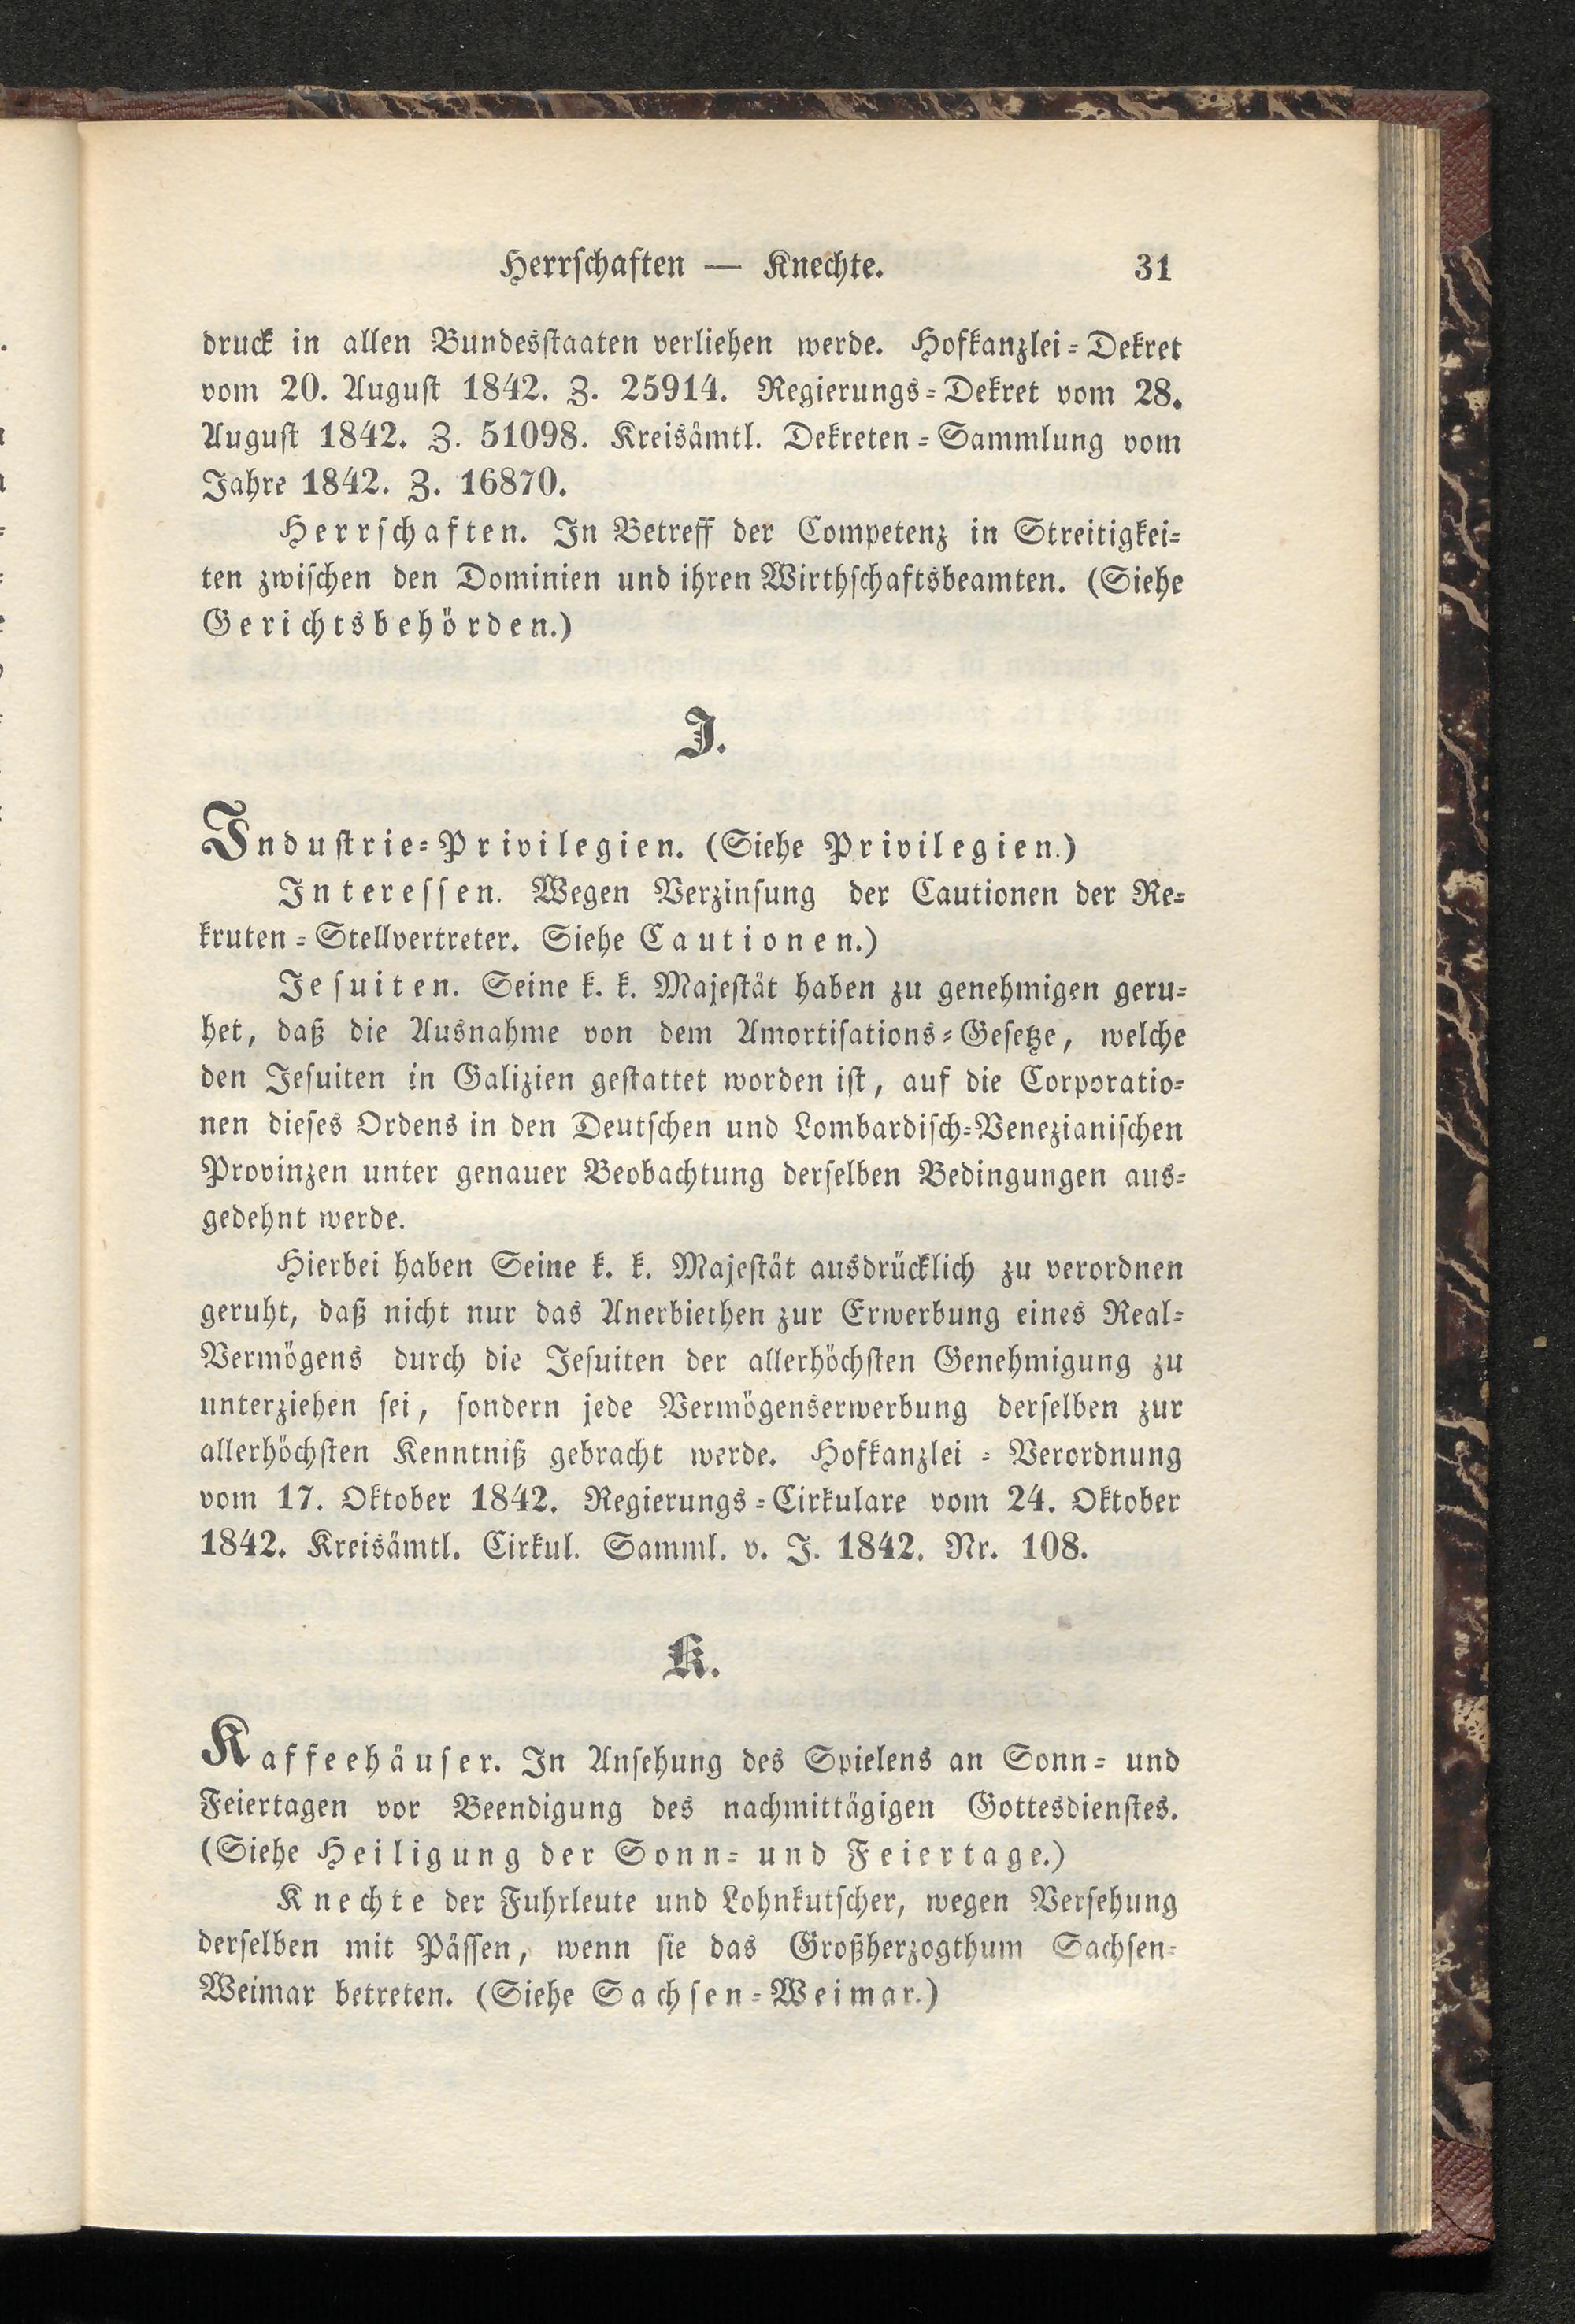 Herrschaften — Knechte. 31
druck in allen Bundesstaaten verliehen werde. Hofkanzlei-Dekret
vom 20. August 1842. Z. 25914. Regierungs-Dekret vom 28.
August 1842. Z. 51098. Kreisämtl. Dekreten-Sammlung vom
Jahre 1842. Z. 16870.
Herrschaften. In Betreff der Competenz in Streitigkei-
ten zwischen den Dominien und ihren Wirthschaftsbeamten. (Siehe
Gerichtsbehörden.)
I.
Industrie-Privilegien. (Siehe Privilegien.)
Interessen. Wegen Verzinsung der Cautionen der Re-
kruten-Stellvertreter. Siehe Cautionen.)
Jesuiten. Seine k. k. Majestät haben zu genehmigen geru-
het, daß die Ausnahme von dem Amortisations-Gesetze, welche
den Jesuiten in Galizien gestattet worden ist, auf die Corporatio-
nen dieses Ordens in den Deutschen und Lombardisch-Venezianischen
Provinzen unter genauer Beobachtung derselben Bedingungen aus-
gedehnt werde.
Hierbei haben Seine k. k. Majestät ausdrücklich zu verordnen
geruht, daß nicht nur das Anerbiethen zur Erwerbung eines Real-
Vermögens durch die Jesuiten der allerhöchsten Genehmigung zu
unterziehen sei, sondern jede Vermögenserwerbung derselben zur
allerhöchsten Kenntniß gebracht werde. Hofkanzlei-Verordnung
vom 17. Oktober 1842. Regierungs-Cirkulare vom 24. Oktober
1842. Kreisämtl. Cirkul. Samml. v. J. 1842. Nr. 108.
K.
Kaffeehäuser. In Ansehung des Spielens an Sonn- und
Feiertagen vor Beendigung des nachmittägigen Gottesdienstes.
(Siehe Heiligung der Sonn- und Feiertage.)
Knechte der Fuhrleute und Lohnkutscher, wegen Versehung
derselben mit Pässen, wenn sie das Großherzogthum Sachsen-
Weimar betreten. (Siehe Sachsen-Weimar.)